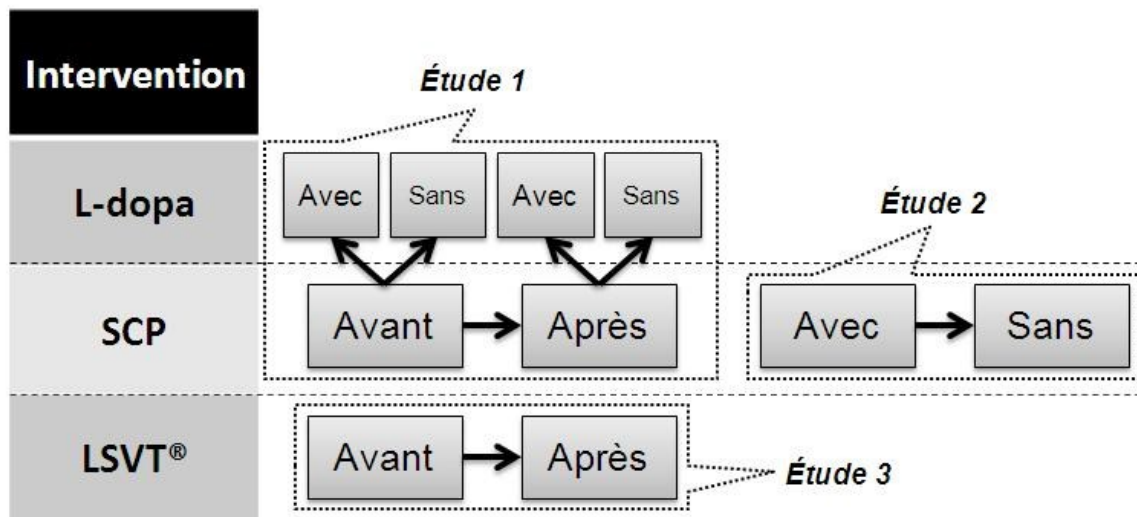 Intervention
Étude 1
L-dopa
Avec
Sans
Avec
Sans
Étude 2
SCP
Avant
Après
Avec
Sans
LSVT®
Avant
Après
Étude 3